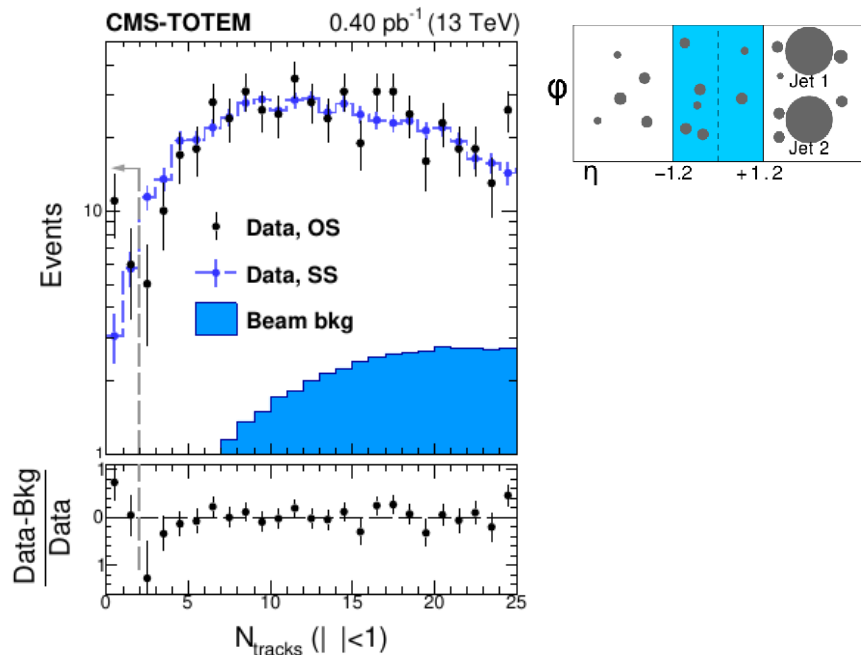 CMS-TOTEM 0.40 pb⁻¹ (13 TeV)
Events
10
1
Data, OS
Data, SS
Beam bkg
Data-Bkg
Data
1
0
1
0 5 10 15 20 25
N_tracks (| |<1)
φ
Jet 1
Jet 2
η -1.2 +1.2